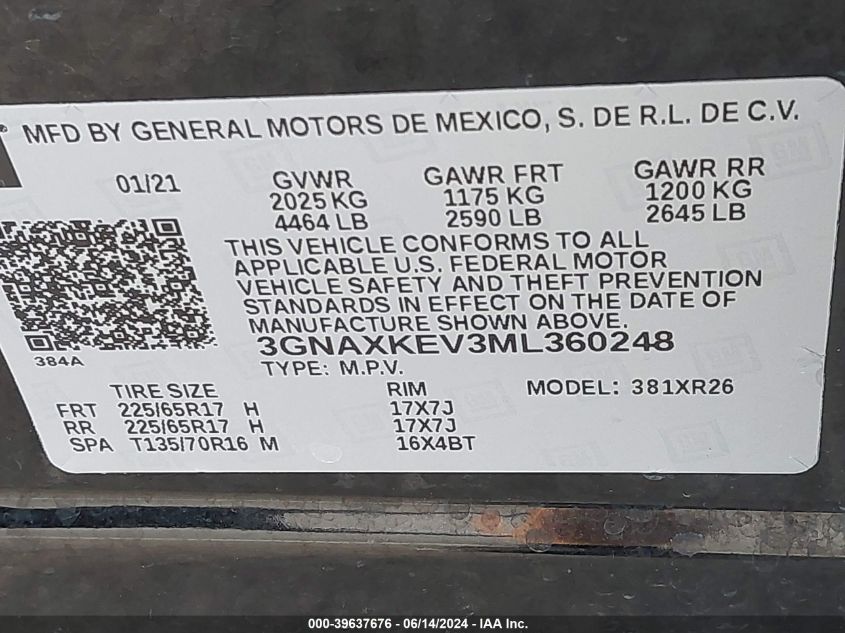 MFD BY GENERAL MOTORS DE MEXICO, S. DE R.L. DE C.V.
01/21 GVWR GAWR FRT GAWR RR
2025 KG 1175 KG 1200 KG
4464 LB 2590 LB 2645 LB
THIS VEHICLE CONFORMS TO ALL
APPLICABLE U.S. FEDERAL MOTOR
VEHICLE SAFETY AND THEFT PREVENTION
STANDARDS IN EFFECT ON THE DATE OF
MANUFACTURE SHOWN ABOVE.
3GNAXKEV3ML360248
384A
TYPE: M.P.V.
TIRE SIZE RIM MODEL: 381XR26
FRT 225/65R17 H 17X7J
RR 225/65R17 H 17X7J
SPA T135/70R16 M 16X4BT
000-39637676 - 06/14/2024 - IAA Inc.